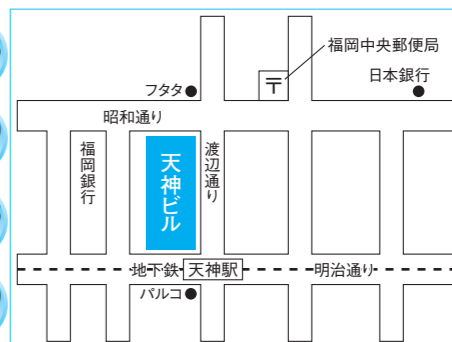 福岡中央郵便局
〒
日本銀行
フタタ
昭和通り
福岡銀行
天神ビル
渡辺通り
地下鉄 天神駅 明治通り
パルコ